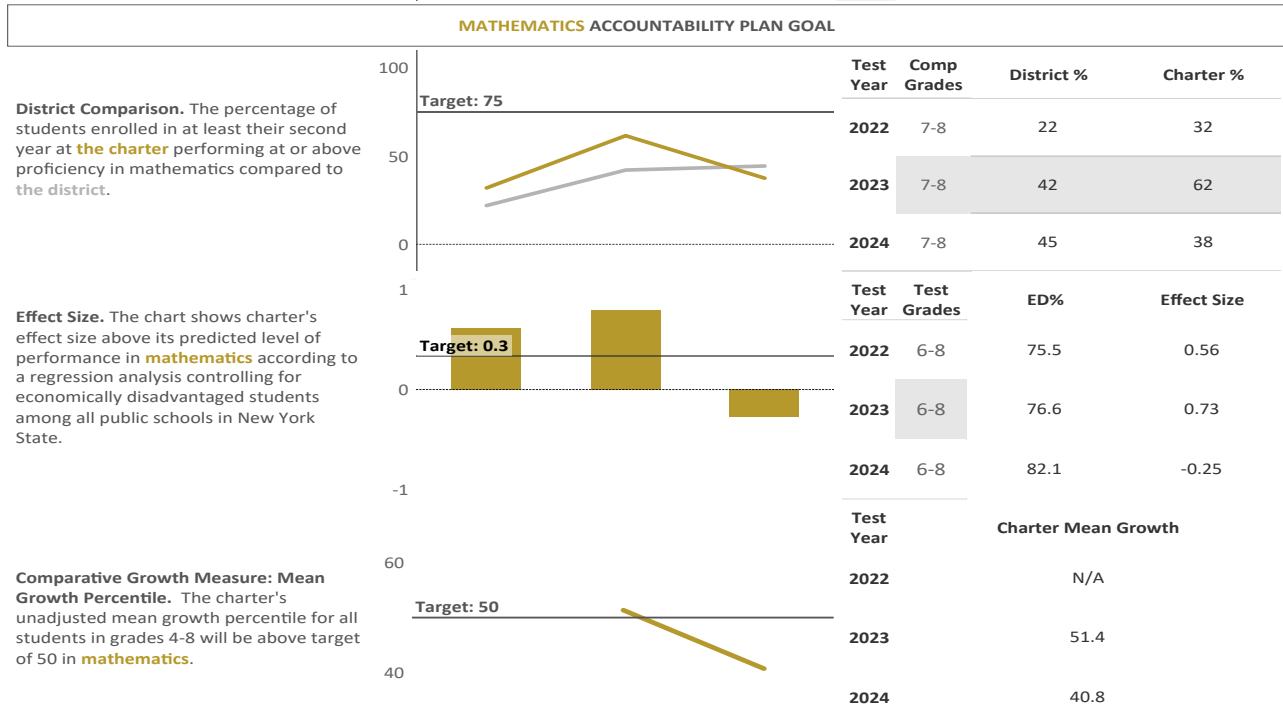 MATHEMATICS ACCOUNTABILITY PLAN GOAL
District Comparison. The percentage of
students enrolled in at least their second
year at the charter performing at or above
proficiency in mathematics compared to
the district.
100
Target: 75
50
0
Test Year Comp Grades District % Charter %
2022 7-8 22 32
2023 7-8 42 62
2024 7-8 45 38
Effect Size. The chart shows charter's
effect size above its predicted level of
performance in mathematics according to
a regression analysis controlling for
economically disadvantaged students
among all public schools in New York
State.
1
Target: 0.3
0
-1
Test Year Test Grades ED% Effect Size
2022 6-8 75.5 0.56
2023 6-8 76.6 0.73
2024 6-8 82.1 -0.25
Comparative Growth Measure: Mean
Growth Percentile. The charter's
unadjusted mean growth percentile for all
students in grades 4-8 will be above target
of 50 in mathematics.
60
Target: 50
40
Test Year Charter Mean Growth
2022 N/A
2023 51.4
2024 40.8